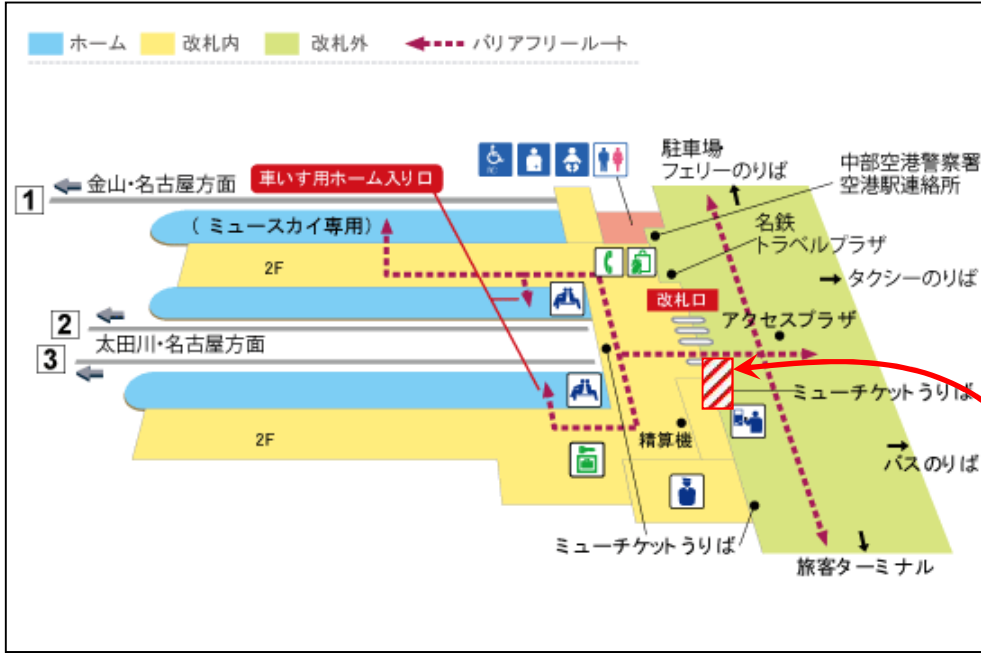 ホーム 改札内 改札外 バリアフリールート
駐車場
フェリーのりば
中部空港警察署
空港駅連絡所
車いす用ホーム入り口
1 金山・名古屋方面
(ミュースカイ専用)
名鉄
トラベルプラザ
2F
タクシーのりば
改札口
2
アクセスプラザ
太田川・名古屋方面
3
ミューチケットうりば
2F
精算機
バスのりば
ミューチケットうりば
旅客ターミナル